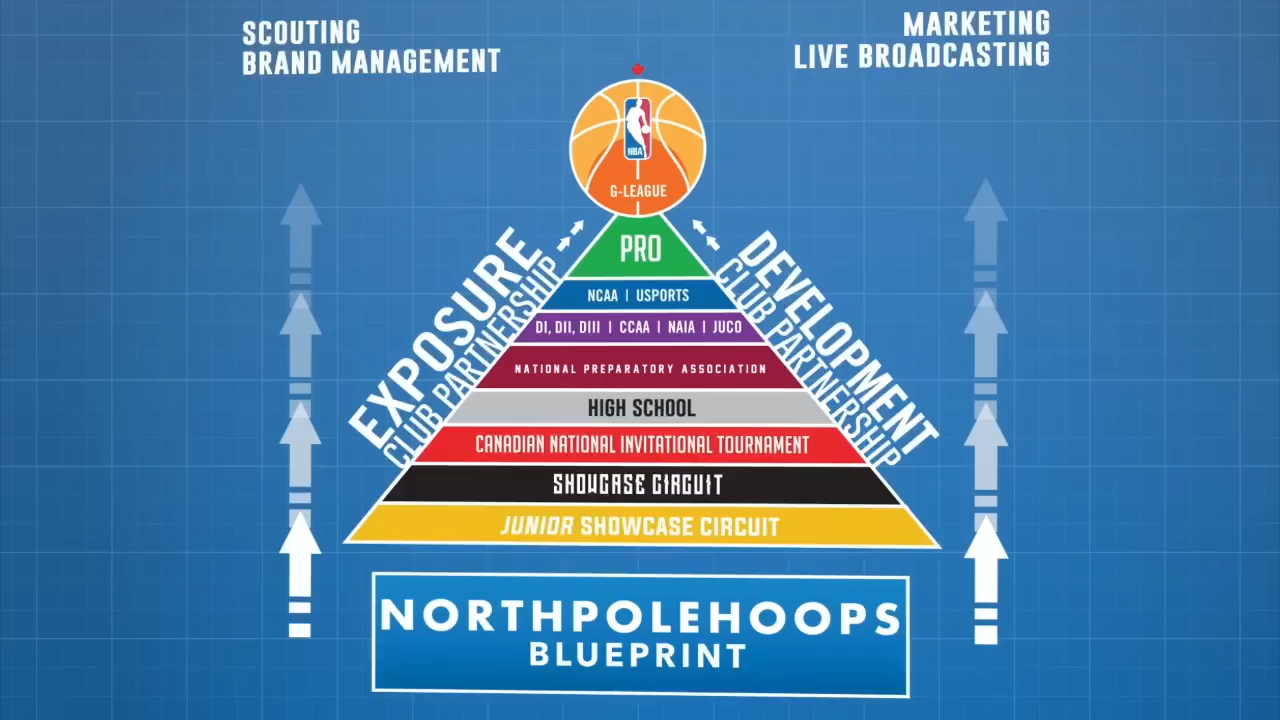 SCOUTING
BRAND MANAGEMENT
MARKETING
LIVE BROADCASTING
NBA
G-LEAGUE
PRO
NCAA | USPORTS
DI, DII, DIII | CCAA | NAIA | JUCO
NATIONAL PREPARATORY ASSOCIATION
HIGH SCHOOL
CANADIAN NATIONAL INVITATIONAL TOURNAMENT
SHOWCASE CIRCUIT
JUNIOR SHOWCASE CIRCUIT
EXPOSURE
CLUB PARTNERSHIP
DEVELOPMENT
CLUB PARTNERSHIP
NORTHPOLEHOOPS
BLUEPRINT